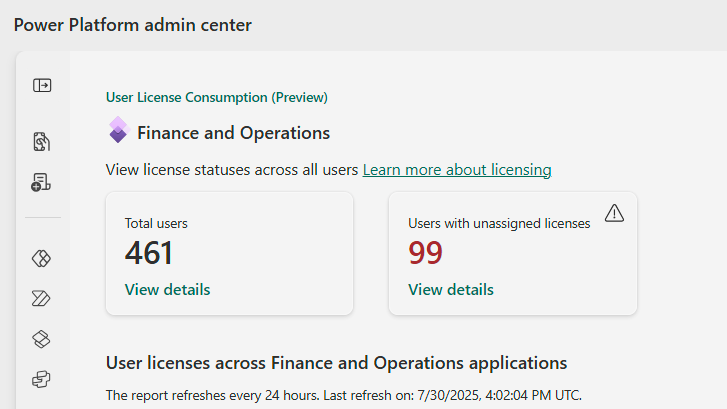 Power Platform admin center
User License Consumption (Preview)
Finance and Operations
View license statuses across all users Learn more about licensing
Total users
461
View details
Users with unassigned licenses
99
View details
User licenses across Finance and Operations applications
The report refreshes every 24 hours. Last refresh on: 7/30/2025, 4:02:04 PM UTC.